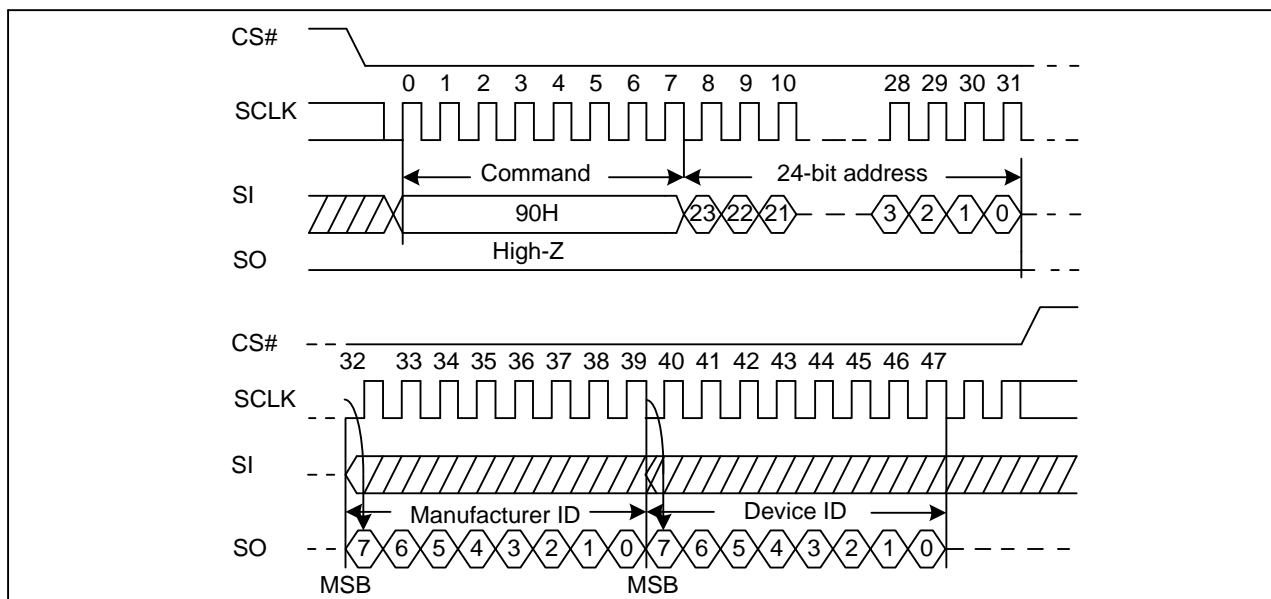 CS#
0 1 2 3 4 5 6 7 8 9 10 28 29 30 31
SCLK
Command 24-bit address
SI
90H 23 22 21 3 2 1 0
High-Z
SO
CS#
32 33 34 35 36 37 38 39 40 41 42 43 44 45 46 47
SCLK
SI
Manufacturer ID Device ID
SO 7 6 5 4 3 2 1 0 7 6 5 4 3 2 1 0
MSB MSB